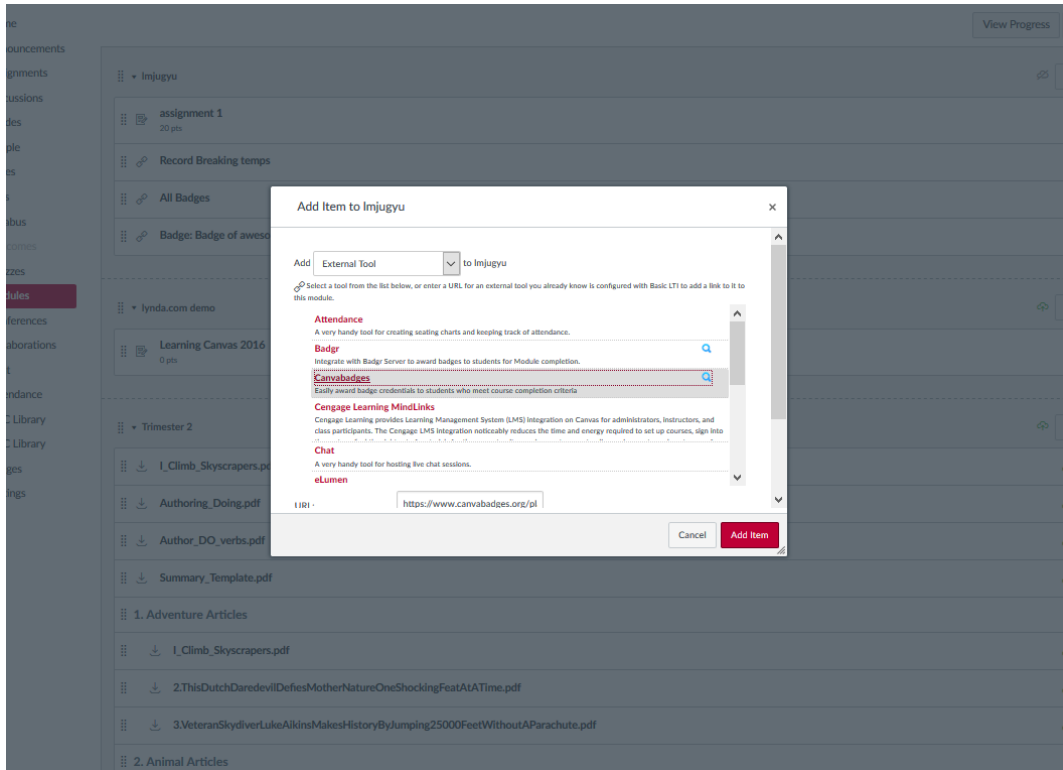 View Progress
me
nouncements
ignments
cussions
des
ple
es
s
abus
comes
zzes
dules
ferences
aborations
at
endance
C Library
C Library
ges
tings
Imjugyu
assignment 1
20 pts
Record Breaking temps
All Badges
Badge: Badge of aweso
lynda.com demo
Learning Canvas 2016
0 pts
Trimester 2
I_Climb_Skyscrapers.pd
Authoring_Doing.pdf
Author_DO_verbs.pdf
Summary_Template.pdf
1. Adventure Articles
I_Climb_Skyscrapers.pdf
2.ThisDutchDaredevilDefiesMotherNatureOneShockingFeatAtATime.pdf
3.VeteranSkydiverLukeAikinsMakesHistoryByJumping25000FeetWithoutAParachute.pdf
2. Animal Articles
Add Item to Imjugyu
Add External Tool to Imjugyu
Select a tool from the list below, or enter a URL for an external tool you already know is configured with Basic LTI to add a link to it to
this module.
Attendance
A very handy tool for creating seating charts and keeping track of attendance.
Badgr
Integrate with Badgr Server to award badges to students for Module completion.
Canvabadges
Easily award badge credentials to students who meet course completion criteria
Cengage Learning MindLinks
Cengage Learning provides Learning Management System (LMS) integration on Canvas for administrators, instructors, and
class participants. The Cengage LMS integration noticeably reduces the time and energy required to set up courses, sign into
Chat
A very handy tool for hosting live chat sessions.
eLumen
URL: https://www.canvabadges.org/pl
Cancel Add Item